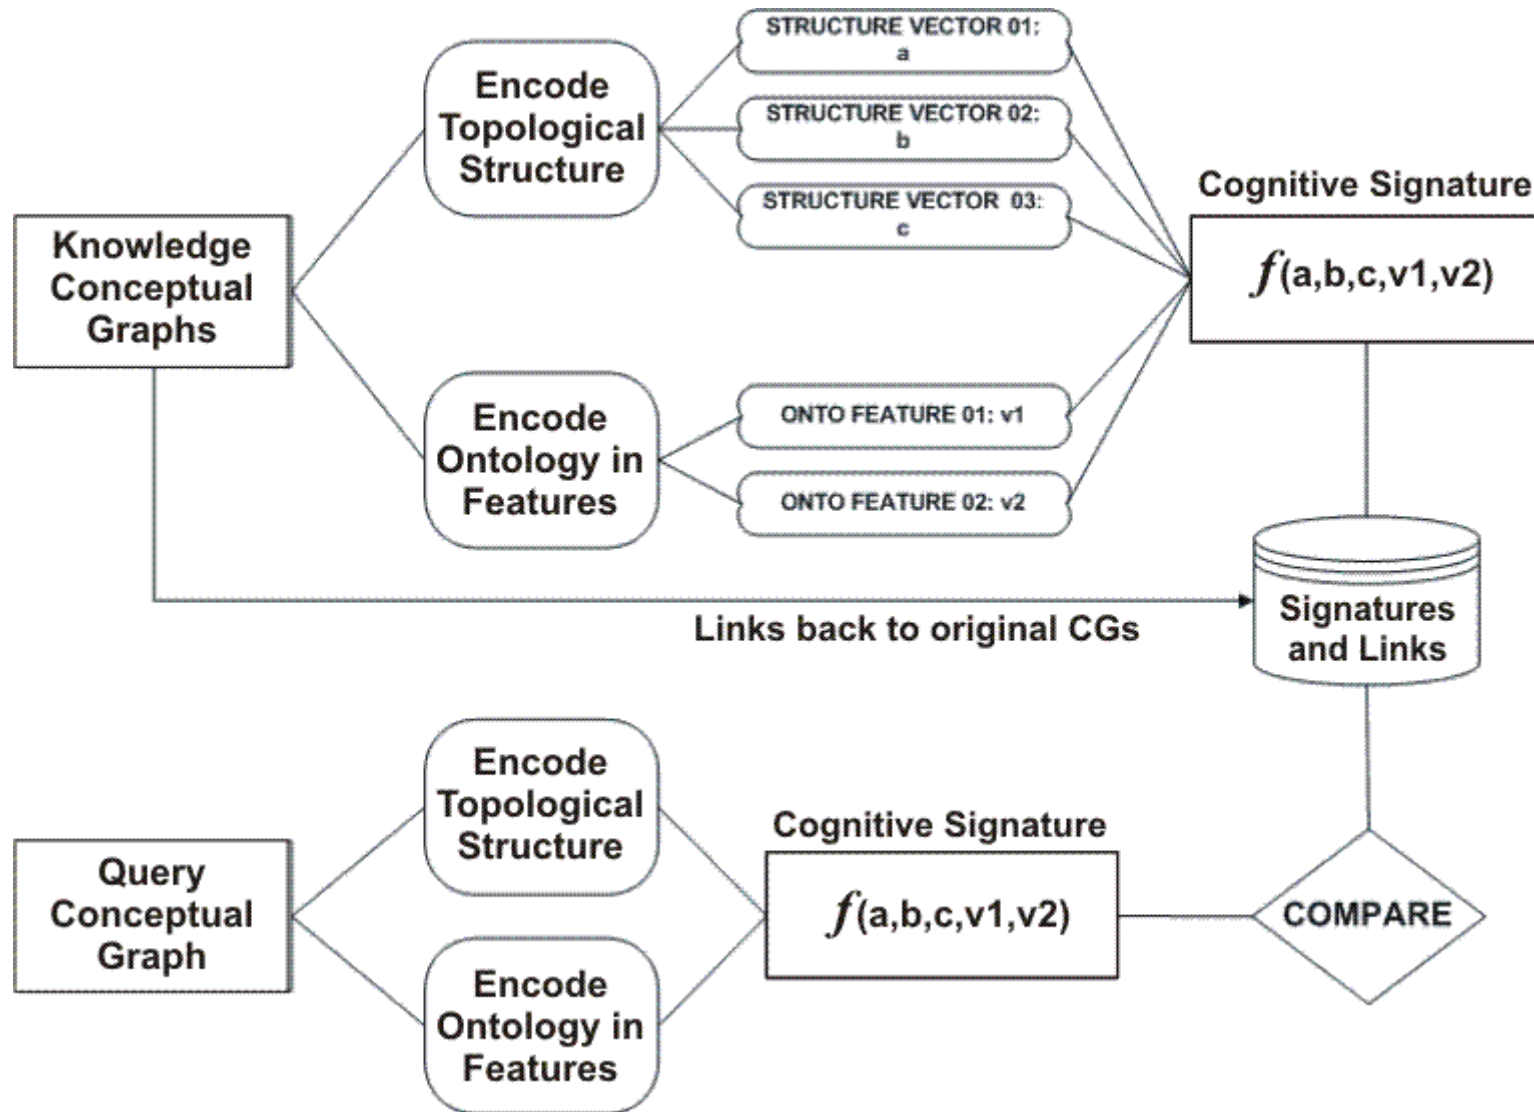 Knowledge
Conceptual
Graphs
Encode
Topological
Structure
STRUCTURE VECTOR 01:
a
STRUCTURE VECTOR 02:
b
STRUCTURE VECTOR 03:
c
Encode
Ontology in
Features
ONTO FEATURE 01: v1
ONTO FEATURE 02: v2
Cognitive Signature
f(a,b,c,v1,v2)
Links back to original CGs
Signatures
and Links
Query
Conceptual
Graph
Encode
Topological
Structure
Encode
Ontology in
Features
Cognitive Signature
f(a,b,c,v1,v2)
COMPARE